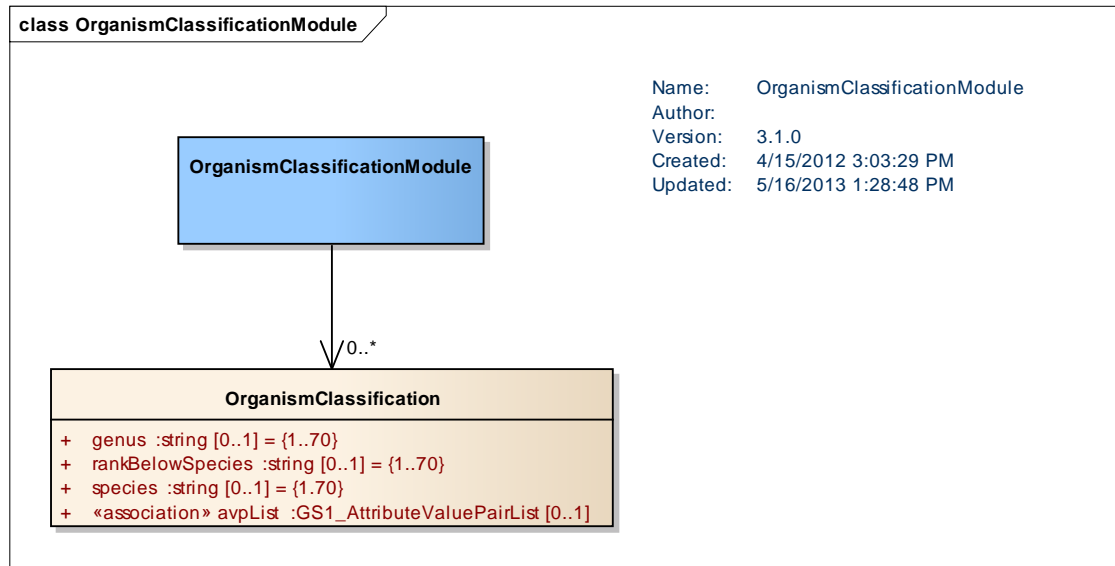 class OrganismClassificationModule
Name: OrganismClassificationModule
Author:
Version: 3.1.0
Created: 4/15/2012 3:03:29 PM
Updated: 5/16/2013 1:28:48 PM
OrganismClassificationModule
0..*
OrganismClassification
+ genus :string [0..1] = {1..70}
+ rankBelowSpecies :string [0..1] = {1..70}
+ species :string [0..1] = {1.70}
+ «association» avpList :GS1_AttributeValuePairList [0..1]